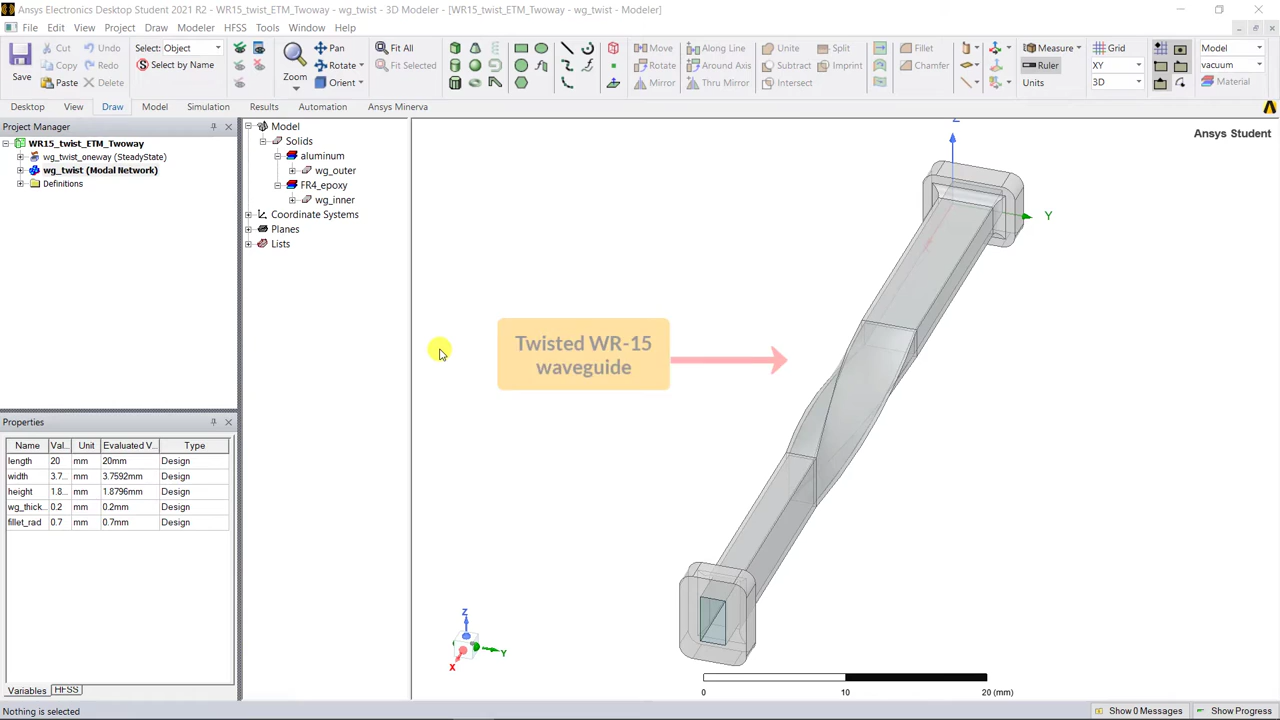 Ansys Electronics Desktop Student 2021 R2 - WR15_twist_ETM_Twoway - wg_twist - 3D Modeler - [WR15_twist_ETM_Twoway - wg_twist - Modeler]
File Edit View Project Draw Modeler HFSS Tools Window Help
Save
Cut
Copy
Paste
Undo
Redo
Delete
Select: Object
Select by Name
Zoom
Pan
Rotate
Orient
Fit All
Fit Selected
Move
Rotate
Mirror
Along Line
Around Axis
Thru Mirror
Unite
Subtract
Intersect
Split
Imprint
Fillet
Chamfer
Measure
Ruler
Units
Grid
XY
3D
Model
vacuum
Material
Desktop View Draw Model Simulation Results Automation Ansys Minerva
Project Manager
WR15_twist_ETM_Twoway
wg_twist_oneway (SteadyState)
wg_twist (Modal Network)
Definitions
Model
Solids
aluminum
wg_outer
FR4_epoxy
wg_inner
Coordinate Systems
Planes
Lists
Ansys Student
Z
Y
Twisted WR-15
waveguide
Properties
Name Val... Unit Evaluated V... Type
length 20 mm 20mm Design
width 3.7... mm 3.7592mm Design
height 1.8... mm 1.8796mm Design
wg_thick... 0.2 mm 0.2mm Design
fillet_rad 0.7 mm 0.7mm Design
Z
Y
X
0 10 20 (mm)
Variables HFSS
Nothing is selected
Show 0 Messages
Show Progress